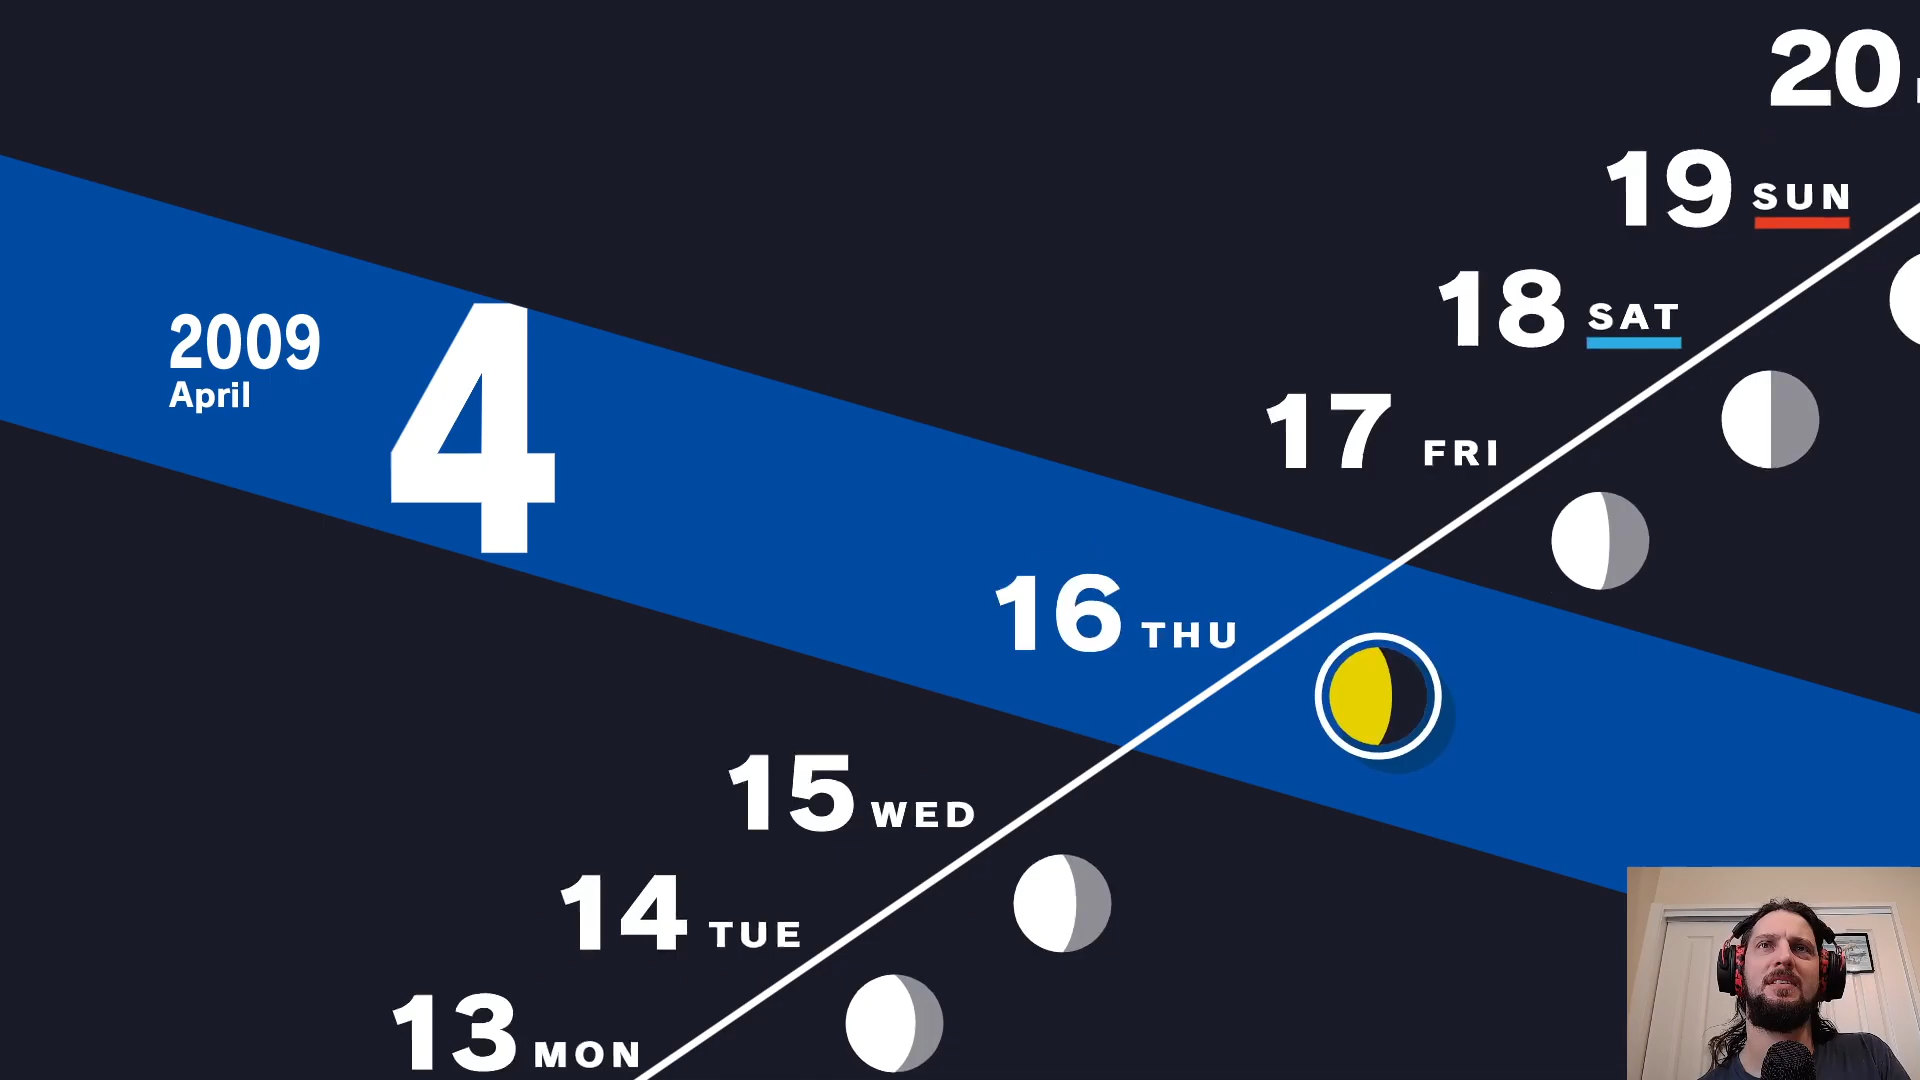 20
19 SUN
18 SAT
2009
April
4
17 FRI
16 THU
15 WED
14 TUE
13 MON